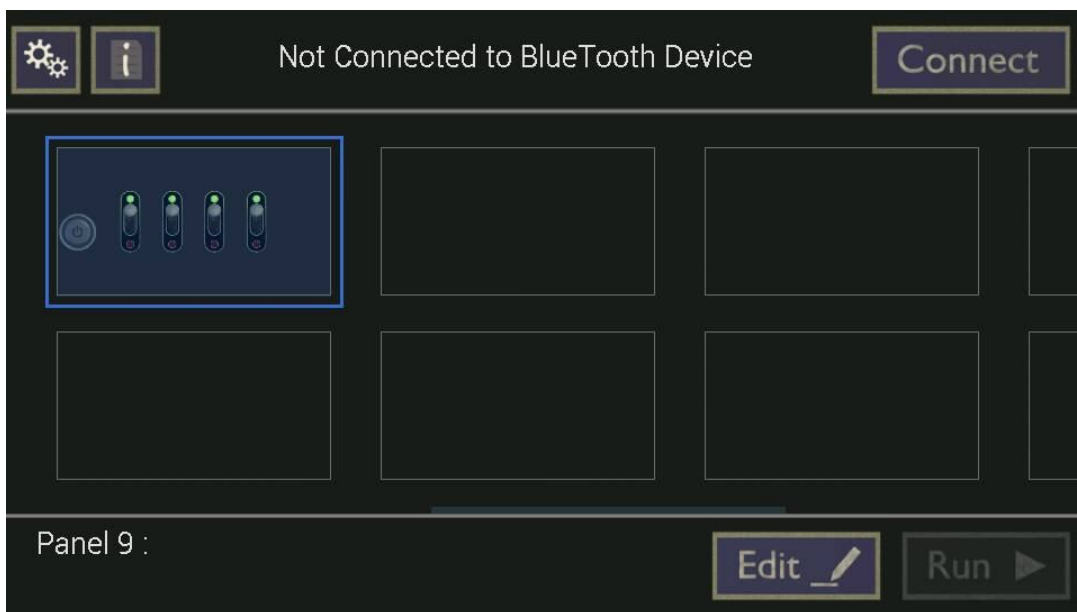 i
Not Connected to BlueTooth Device
Connect
Panel 9 :
Edit
Run